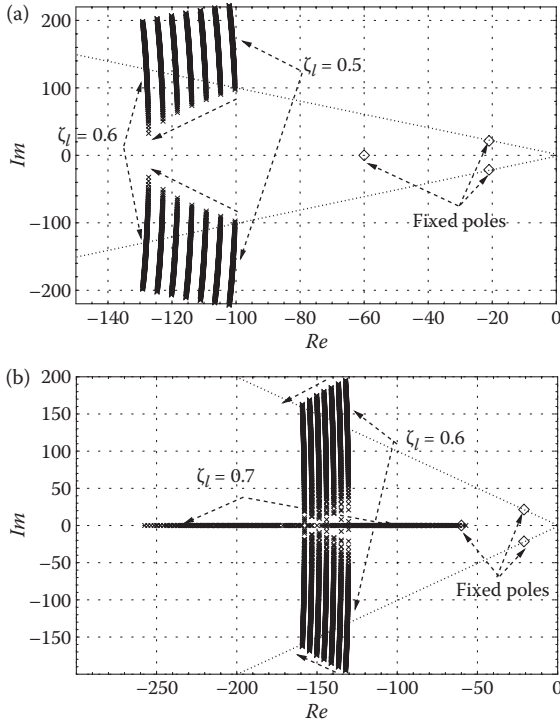 (a)
200
100
0
−100
−200
Im
ζl = 0.5
ζl = 0.6
Fixed poles
−140 −120 −100 −80 −60 −40 −20 0
Re
(b)
200
150
100
50
0
−50
−100
−150
Im
ζl = 0.6
ζl = 0.7
Fixed poles
−250 −200 −150 −100 −50 0
Re